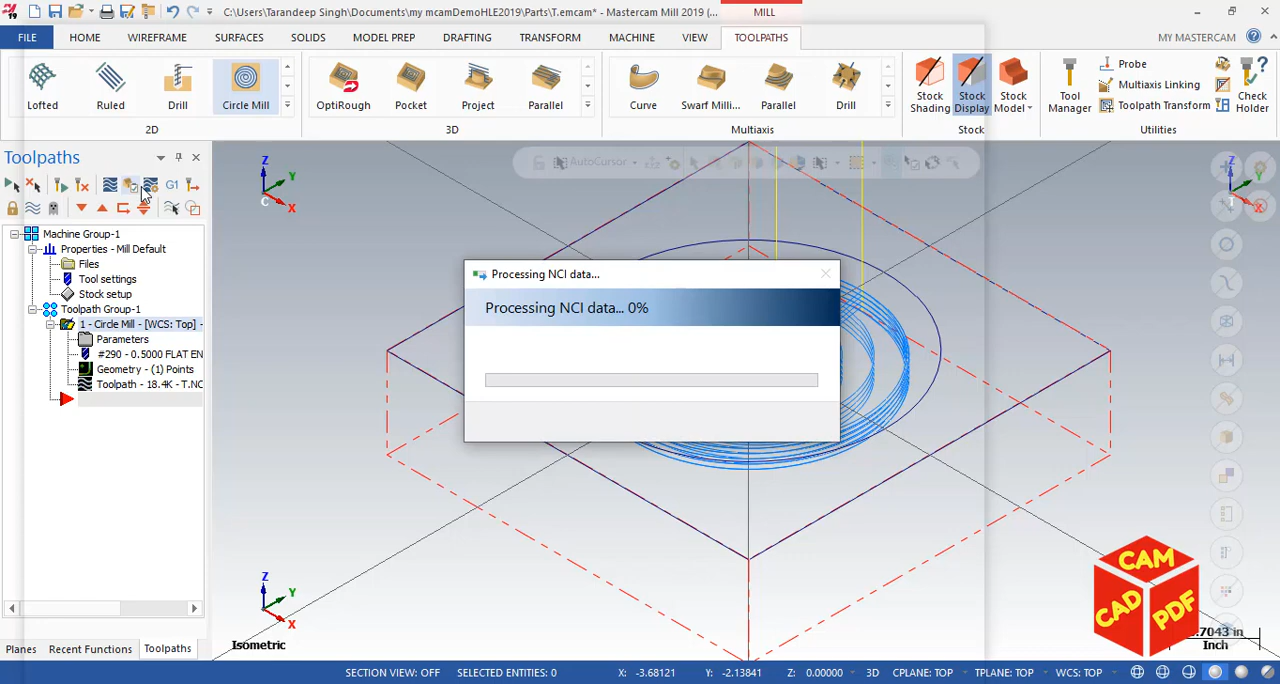 C:\Users\Tarandeep Singh\Documents\my mcamDemoHLE2019\Parts\T.emcam* - Mastercam Mill 2019 (...
MILL
FILE
HOME
WIREFRAME
SURFACES
SOLIDS
MODEL PREP
DRAFTING
TRANSFORM
MACHINE
VIEW
TOOLPATHS
MY MASTERCAM
Lofted
Ruled
Drill
Circle Mill
OptiRough
Pocket
Project
Parallel
Curve
Swarf Milli...
Parallel
Drill
Stock Shading
Stock Display
Stock Model
Tool Manager
Probe
Multiaxis Linking
Toolpath Transform
Check Holder
2D
3D
Multiaxis
Stock
Utilities
Toolpaths
AutoCursor
G1
Machine Group-1
Properties - Mill Default
Files
Tool settings
Stock setup
Toolpath Group-1
1 - Circle Mill - [WCS: Top] -
Parameters
#290 - 0.5000 FLAT EN
Geometry - (1) Points
Toolpath - 18.4K - T.NC
Z
Y
X
C
Z
Y
X
T
Processing NCI data...
Processing NCI data... 0%
Z
Y
X
Isometric
CAM
CAD
PDF
.7043 in
Inch
Planes
Recent Functions
Toolpaths
SECTION VIEW: OFF
SELECTED ENTITIES: 0
X: -3.68121
Y: -2.13841
Z: 0.00000
3D
CPLANE: TOP
TPLANE: TOP
WCS: TOP